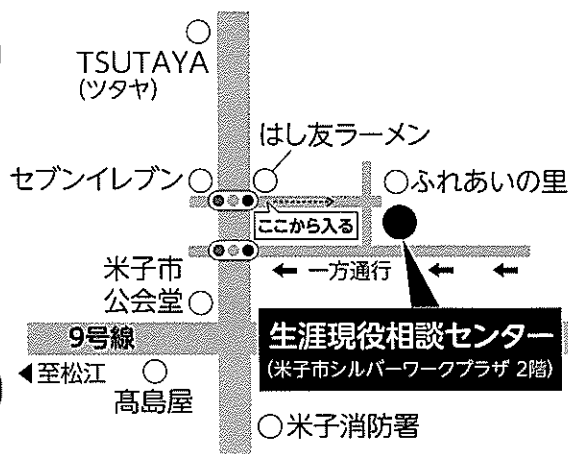 TSUTAYA
(ツタヤ)
はし友ラーメン
セブンイレブン
ふれあいの里
ここから入る
一方通行
米子市
公会堂
9号線
生涯現役相談センター
(米子市シルバーワークプラザ 2階)
至松江
髙島屋
米子消防署